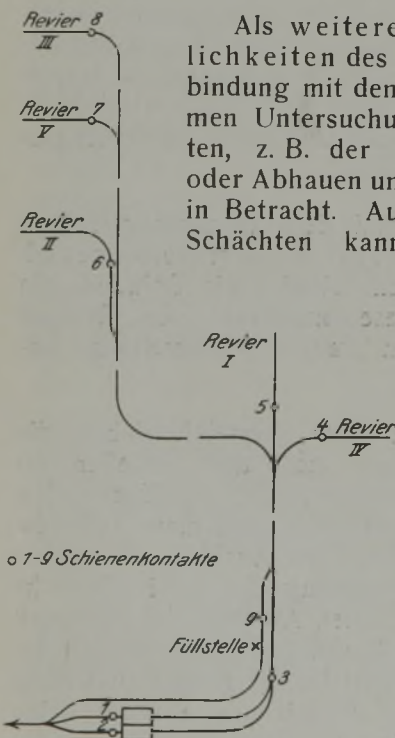 Als weitere
lichkeiten des
bindung mit den
men Untersuchu
ten, z. B. der
oder Abhauen un
in Betracht. Au
Schächten kann
Revier 8
III
Revier 7
V
Revier
II
6
Revier
I
5
4 Revier
IV
o 1-9 Schienenkontakte
9
Füllstelle x
3
1
2